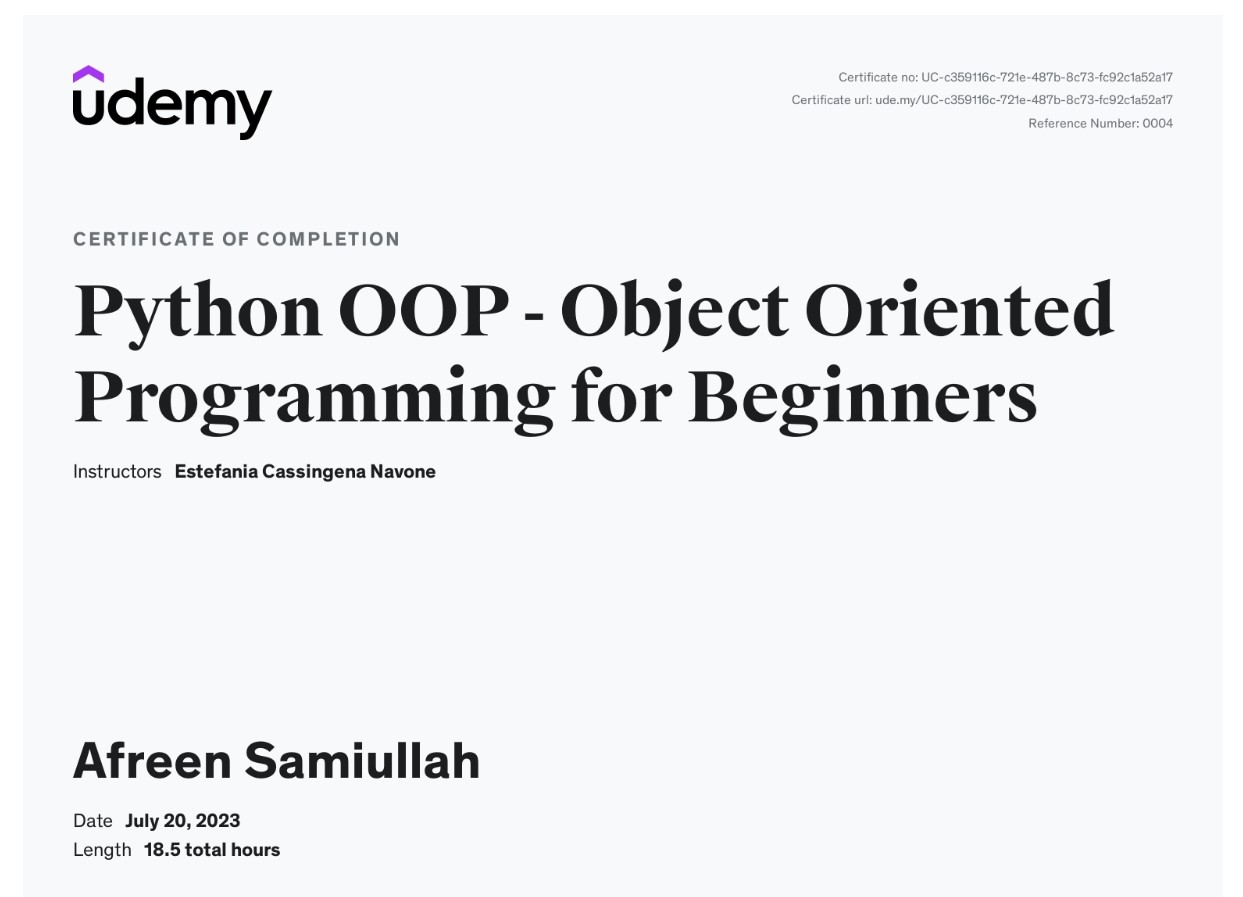 udemy
Certificate no: UC-c359116c-721e-487b-8c73-fc92c1a52a17
Certificate url: ude.my/UC-c359116c-721e-487b-8c73-fc92c1a52a17
Reference Number: 0004
CERTIFICATE OF COMPLETION
Python OOP - Object Oriented
Programming for Beginners
Instructors Estefania Cassingena Navone
Afreen Samiullah
Date July 20, 2023
Length 18.5 total hours